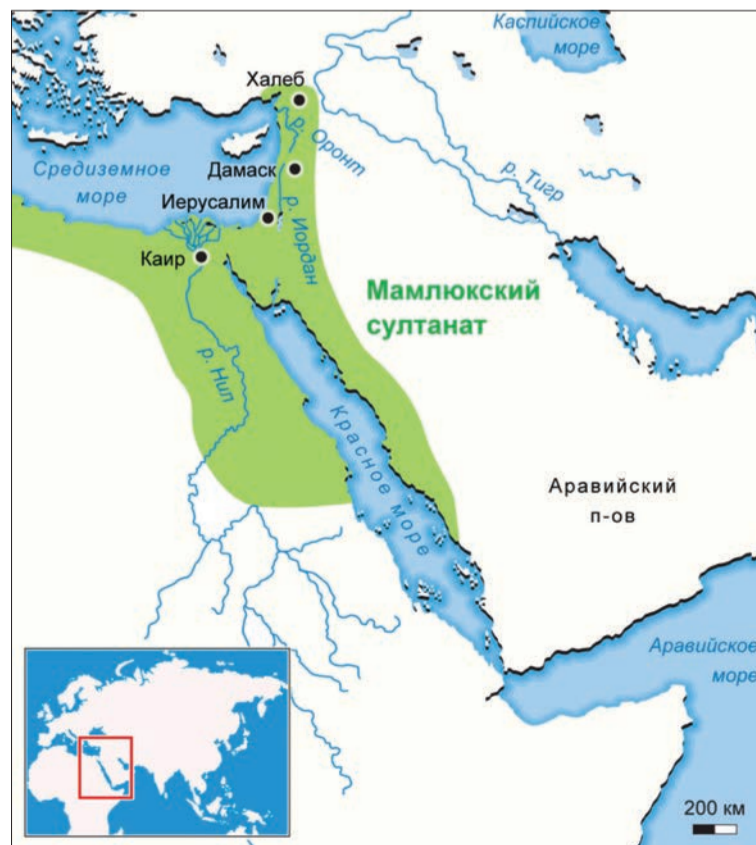 Каспийское
море
Халеб
р. Оронт
Средиземное
море
Дамаск
р. Тигр
Иерусалим
р. Иордан
Каир
Мамлюкский
султанат
р. Нил
Красное море
Аравийский
п-ов
Аравийское
море
200 км